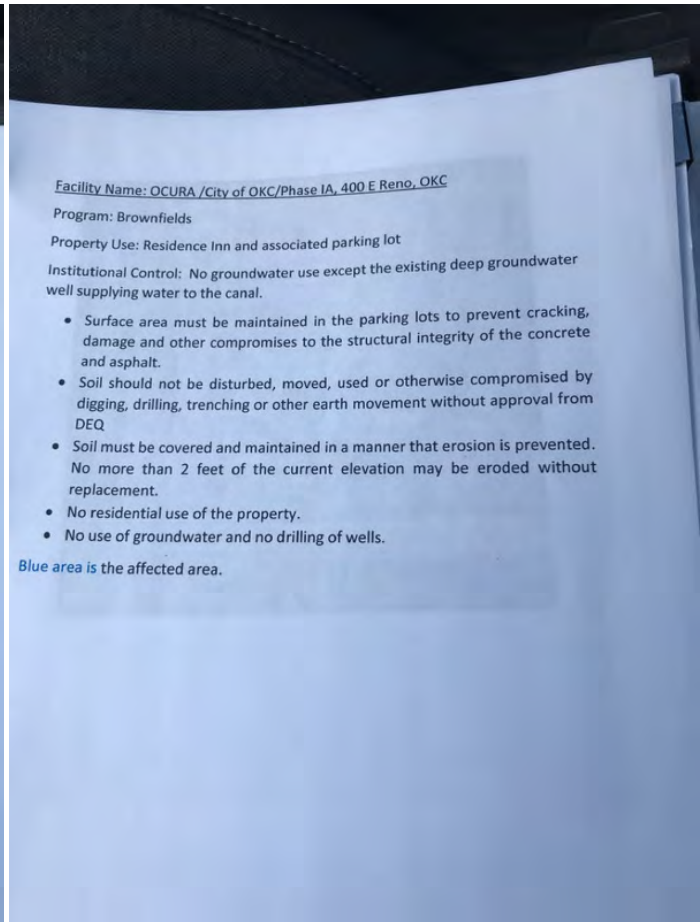 Facility Name: OCURA /City of OKC/Phase IA, 400 E Reno, OKC
Program: Brownfields
Property Use: Residence Inn and associated parking lot
Institutional Control: No groundwater use except the existing deep groundwater
well supplying water to the canal.
• Surface area must be maintained in the parking lots to prevent cracking,
damage and other compromises to the structural integrity of the concrete
and asphalt.
• Soil should not be disturbed, moved, used or otherwise compromised by
digging, drilling, trenching or other earth movement without approval from
DEQ
• Soil must be covered and maintained in a manner that erosion is prevented.
No more than 2 feet of the current elevation may be eroded without
replacement.
• No residential use of the property.
• No use of groundwater and no drilling of wells.
Blue area is the affected area.